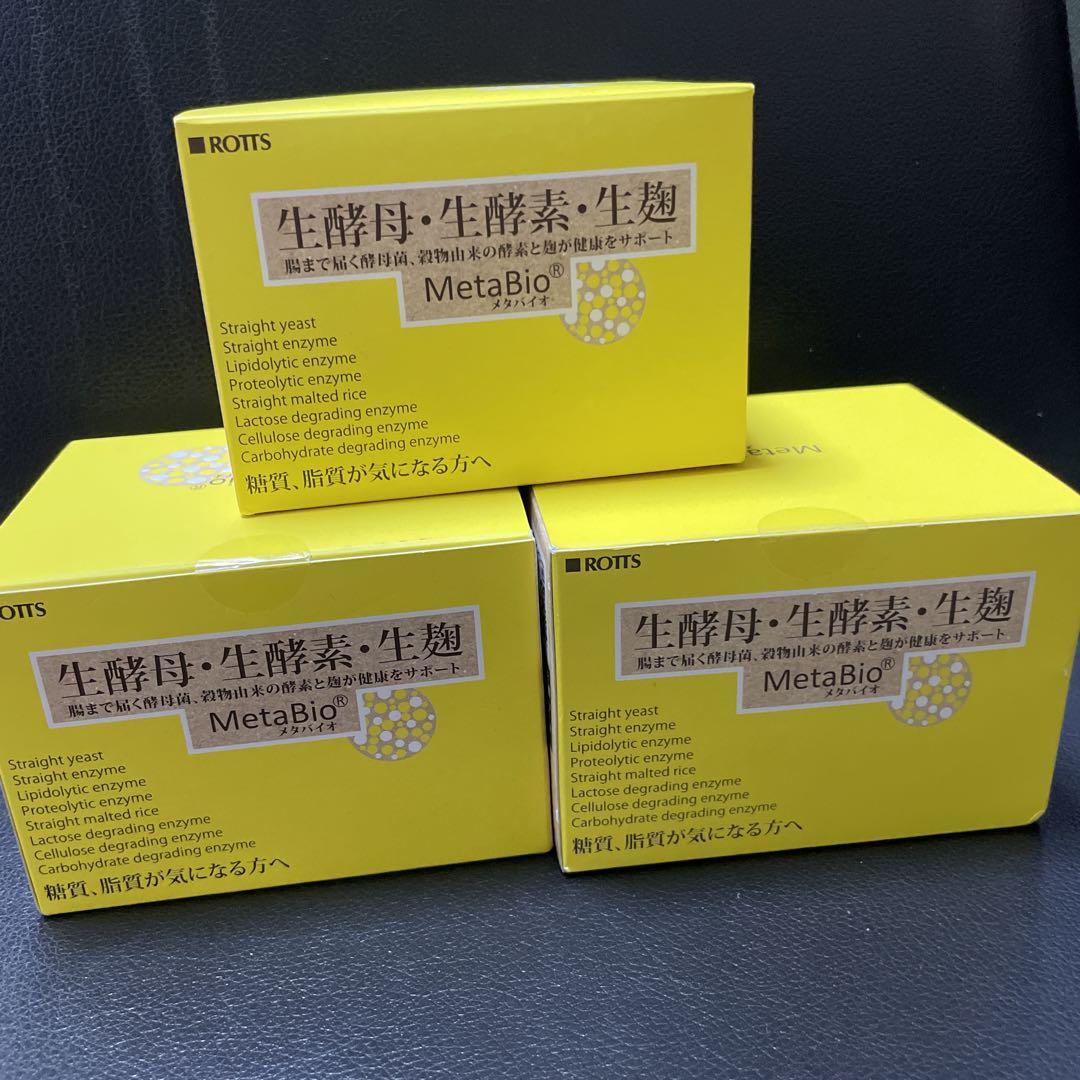 ROTTS
生酵母・生酵素・生麹
腸まで届く酵母菌、穀物由来の酵素と麹が健康をサポート
MetaBio®
メタバイオ
Straight yeast
Straight enzyme
Lipidolytic enzyme
Proteolytic enzyme
Straight malted rice
Lactose degrading enzyme
Cellulose degrading enzyme
Carbohydrate degrading enzyme
糖質、脂質が気になる方へ
OTTS
生酵母・生酵素・生麹
腸まで届く酵母菌、穀物由来の酵素と麹が健康をサポート
MetaBio®
メタバイオ
Straight yeast
Straight enzyme
Lipidolytic enzyme
Proteolytic enzyme
Straight malted rice
Lactose degrading enzyme
Cellulose degrading enzyme
Carbohydrate degrading enzyme
糖質、脂質が気になる方へ
Meta
ROTTS
生酵母・生酵素・生麹
腸まで届く酵母菌、穀物由来の酵素と麹が健康をサポート
MetaBio®
メタバイオ
Straight yeast
Straight enzyme
Lipidolytic enzyme
Proteolytic enzyme
Straight malted rice
Lactose degrading enzyme
Cellulose degrading enzyme
Carbohydrate degrading enzyme
糖質、脂質が気になる方へ